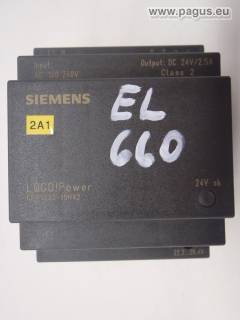 © www.pagus.eu
Input:
Output: DC 24V/2.5A
Class 2
SIEMENS
EL
2A1
660
LOGO!Power
24V ok